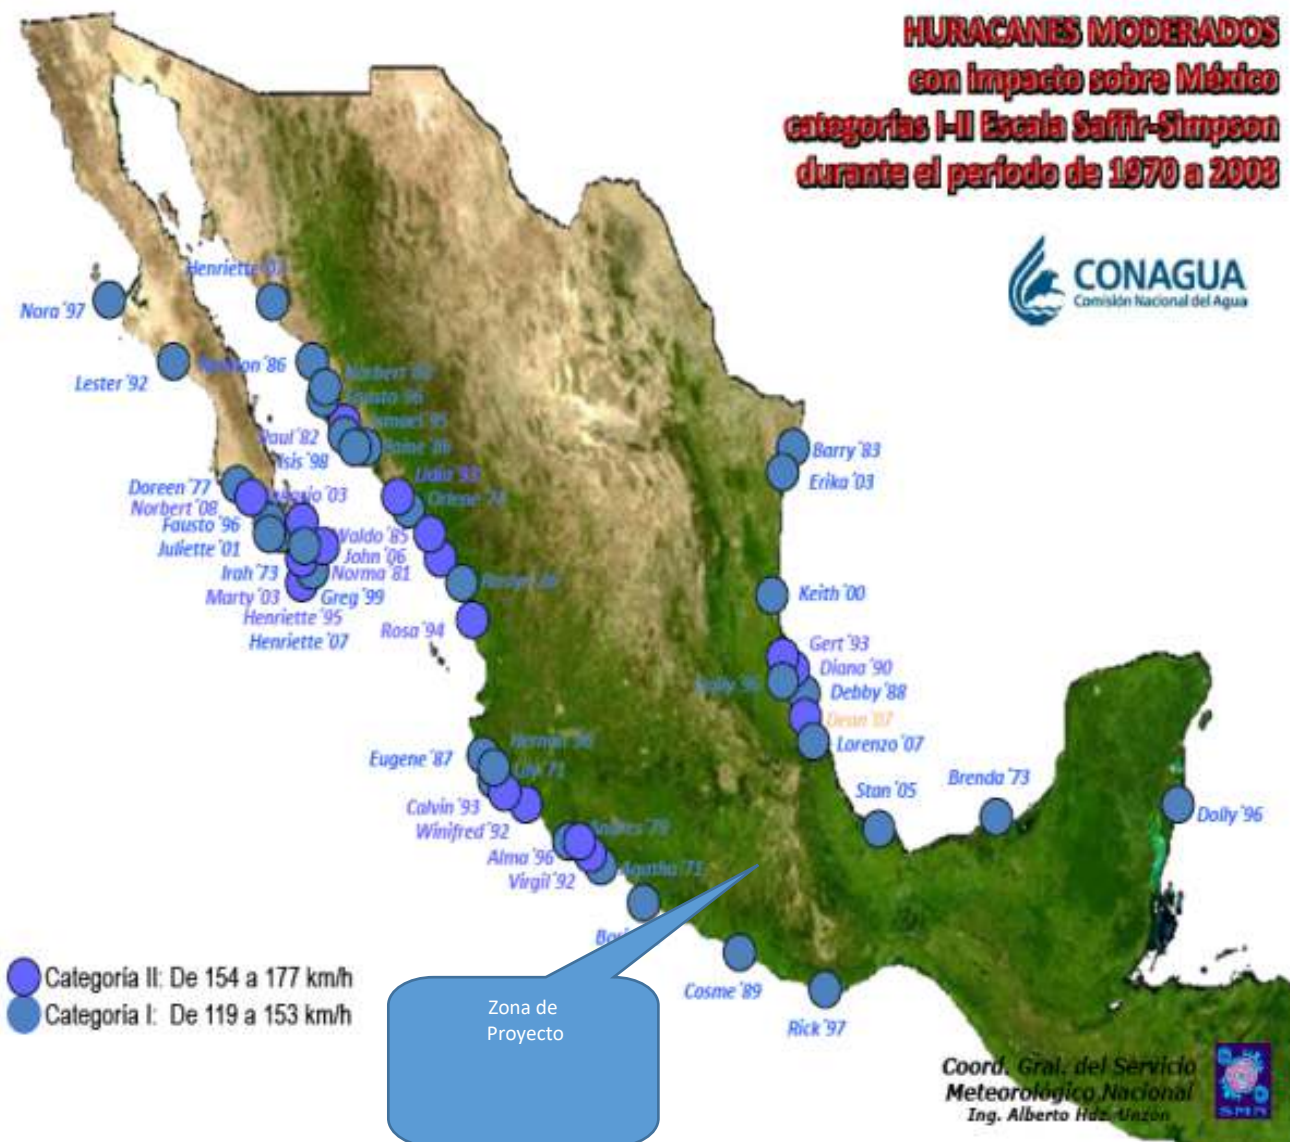 HURACANES MODERADOS
con impacto sobre México
categorías I-II Escala Saffir-Simpson
durante el período de 1970 a 2008
CONAGUA
Comisión Nacional del Agua
Nora´97
Lester´92
Paul´82
Isis´98
Doreen´77
Norbert´08
Fausto´96
Juliette´01
Irah´73
Marty´03
Henriette´95
Henriette´07
Waldo´85
John´06
Norma´81
Greg´99
Lidia´93
Rosa´94
Eugene´87
Calvin´93
Winifred´92
Alma´96
Virgil´92
Andres´79
Agatha´71
Cosme´89
Rick´97
Barry´83
Erika´03
Keith´00
Gert´93
Diana´90
Debby´88
Dean´07
Lorenzo´07
Stan´05
Brenda´73
Dolly´96
Categoría II: De 154 a 177 km/h
Categoría I: De 119 a 153 km/h
Zona de
Proyecto
Coord. Gral. del Servicio
Meteorológico Nacional
Ing. Alberto Hdz. Unzon
SMN